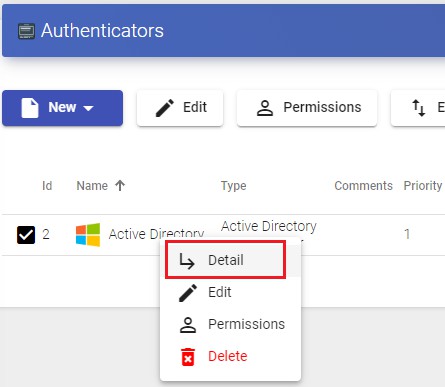 Authenticators
New
Edit
Permissions
E
Id
Name
Type
Comments
Priority
2
Active Directory
Active Directory
1
Detail
Edit
Permissions
Delete